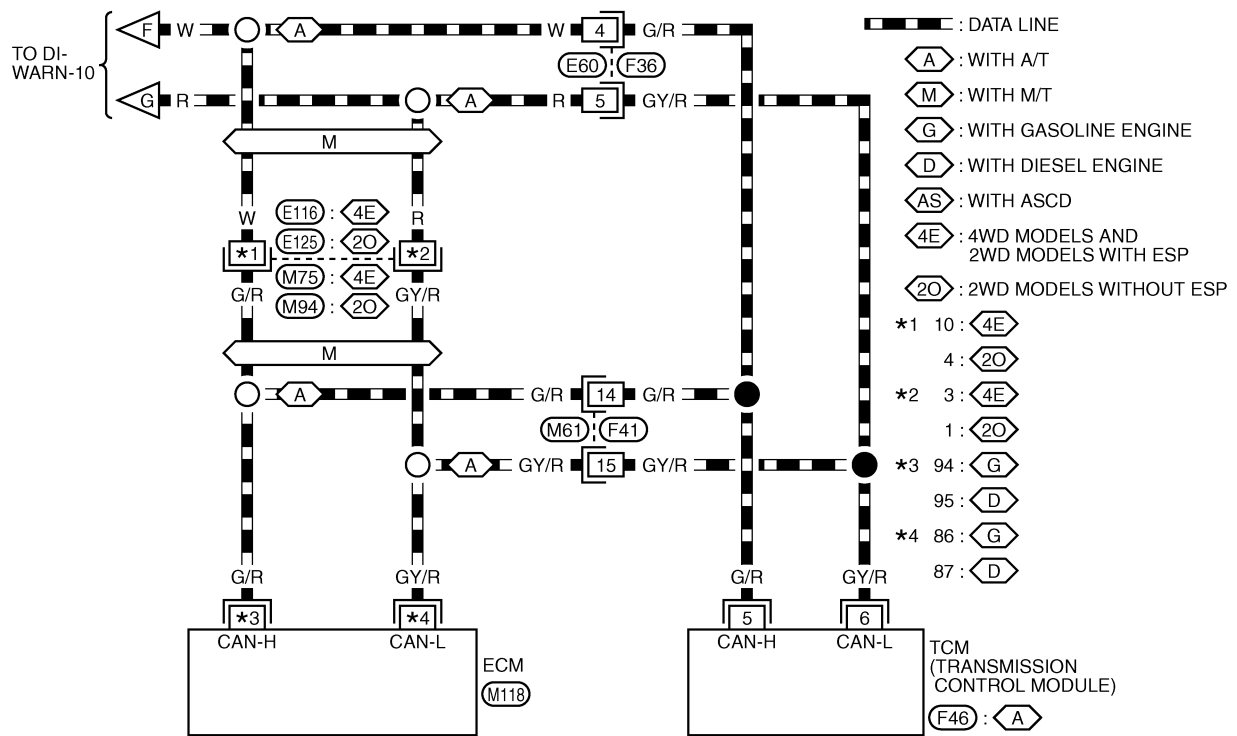 F W A W 4 G/R
: DATA LINE
TO DI-
WARN-10
E60 F36
A : WITH A/T
G R A R 5 GY/R
M : WITH M/T
M
G : WITH GASOLINE ENGINE
D : WITH DIESEL ENGINE
W E116 : 4E R
AS : WITH ASCD
E125 : 2O
4E : 4WD MODELS AND
2WD MODELS WITH ESP
*1 *2
M75 : 4E
G/R GY/R
M94 : 2O
2O : 2WD MODELS WITHOUT ESP
*1 10 : 4E
M
4 : 2O
A G/R 14 G/R
*2 3 : 4E
M61 F41
1 : 2O
A GY/R 15 GY/R
*3 94 : G
95 : D
*4 86 : G
87 : D
G/R GY/R G/R GY/R
*3 *4 5 6
CAN-H CAN-L CAN-H CAN-L
ECM
M118
TCM
(TRANSMISSION
CONTROL MODULE)
F46 : A